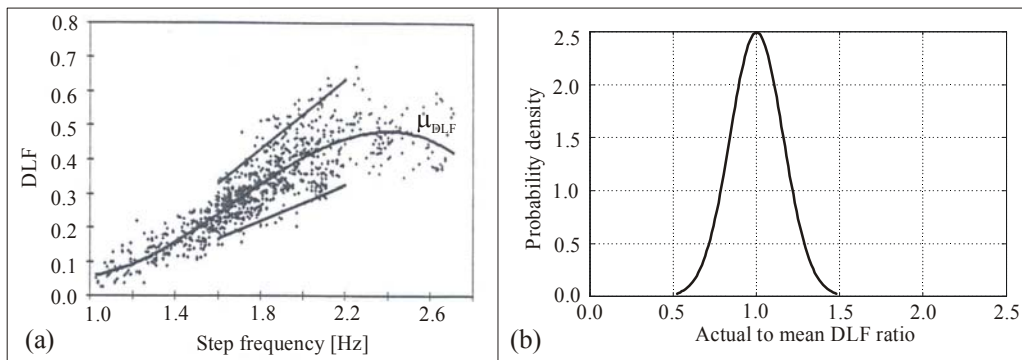 0.8
0.7
0.6
0.5
0.4
0.3
0.2
0.1
0.0
DLF
μDLF
1.0 1.4 1.8 2.2 2.6
Step frequency [Hz]
(a)
2.5
2.0
1.5
1.0
0.5
0.0
Probability density
0.0 0.5 1.0 1.5 2.0 2.5
Actual to mean DLF ratio
(b)